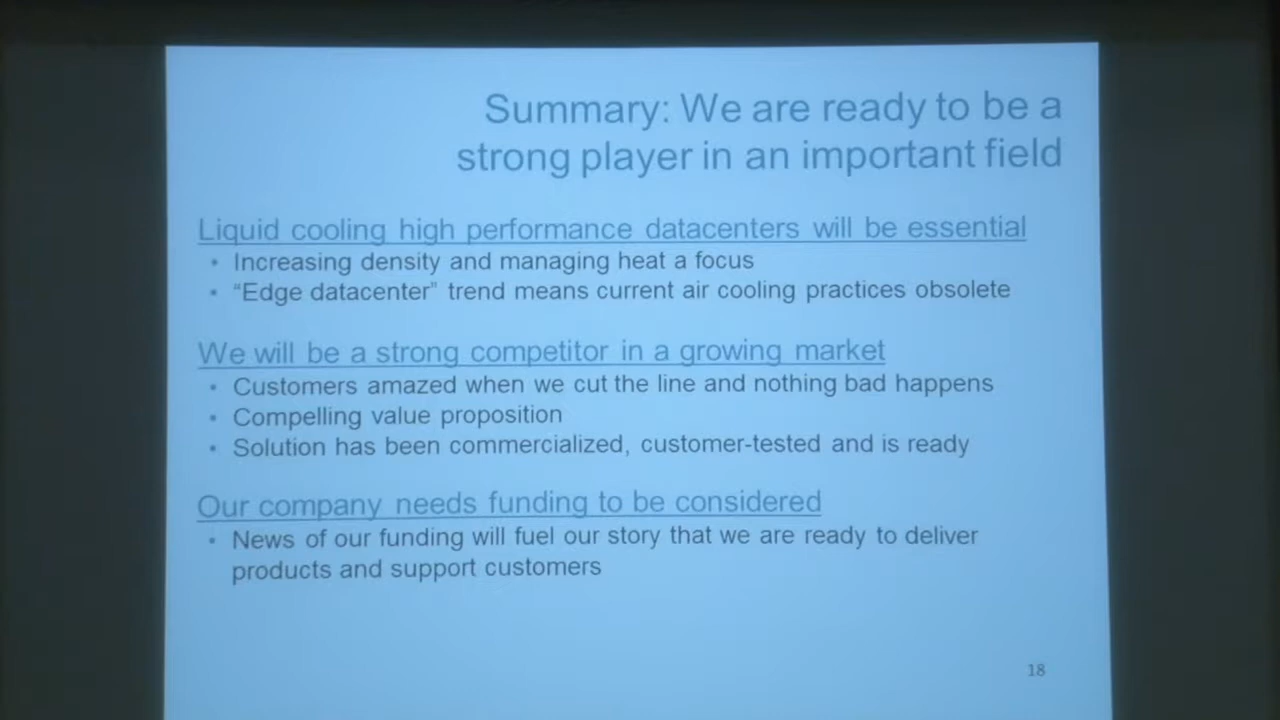 Summary: We are ready to be a
strong player in an important field
Liquid cooling high performance datacenters will be essential
• Increasing density and managing heat a focus
• “Edge datacenter” trend means current air cooling practices obsolete
We will be a strong competitor in a growing market
• Customers amazed when we cut the line and nothing bad happens
• Compelling value proposition
• Solution has been commercialized, customer-tested and is ready
Our company needs funding to be considered
• News of our funding will fuel our story that we are ready to deliver
products and support customers
18